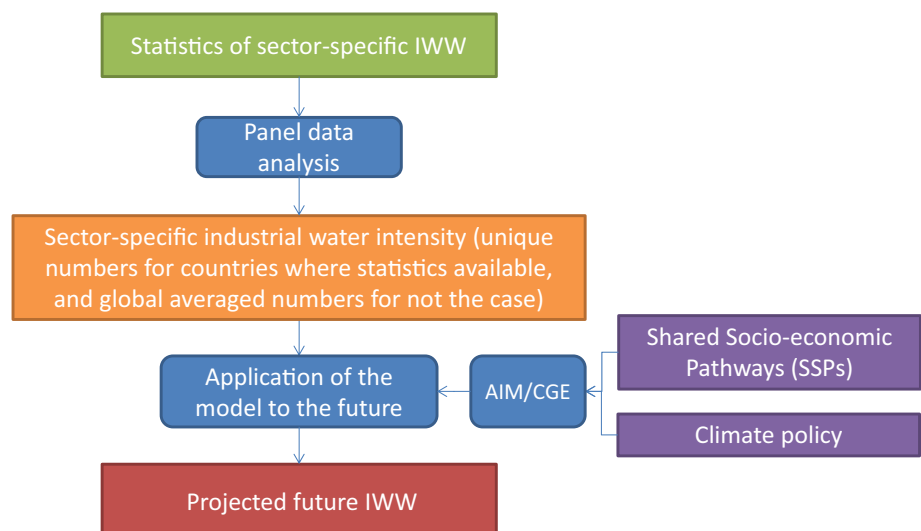 Statistics of sector-specific IWW
Panel data
analysis
Sector-specific industrial water intensity (unique
numbers for countries where statistics available,
and global averaged numbers for not the case)
Application of the
model to the future
AIM/CGE
Shared Socio-economic
Pathways (SSPs)
Climate policy
Projected future IWW